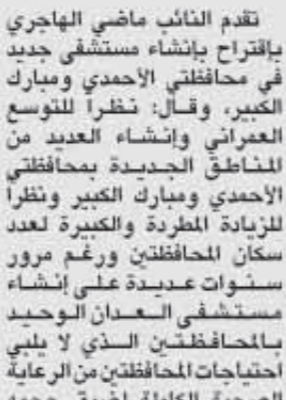 تقدم النائب ماضي الهاجري
بإقتراح بإنشاء مستشفى جديد
في محافظتي الأحمدي ومبارك
الكبير، وقال: نظراً للتوسع
العمراني وإنشاء العديد من
المناطق الجديدة بمحافظتي
الأحمدي ومبارك الكبير ونظرا
للزيادة المطردة والكبيرة لعدد
سكان المحافظتين ورغم مرور
سنوات عديدة على إنشاء
مستشفى العدان الوحيد
بالمحافظتين الذي لا يلبي
احتياجات المحافظتين من الرعاية